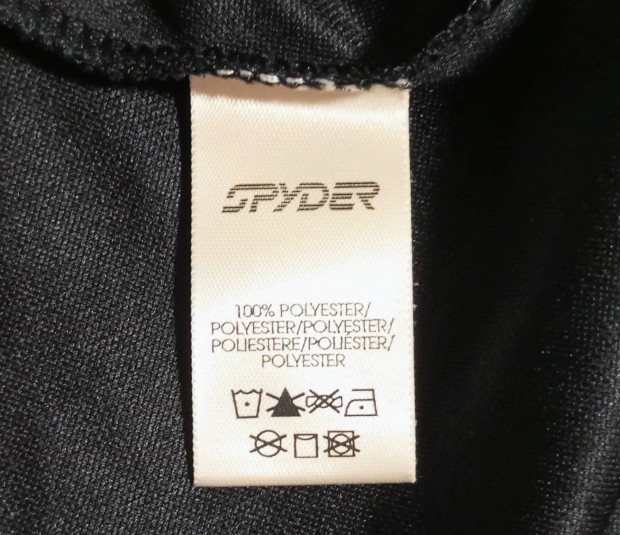 SPYDER
100% POLYESTER/
POLYESTER/POLYESTER/
POLIESTERE/POLIÉSTER/
POLYESTER